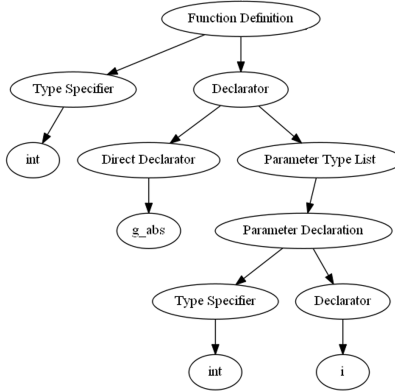 Function Definition
Type Specifier
Declarator
int
Direct Declarator
Parameter Type List
g_abs
Parameter Declaration
Type Specifier
Declarator
int
i